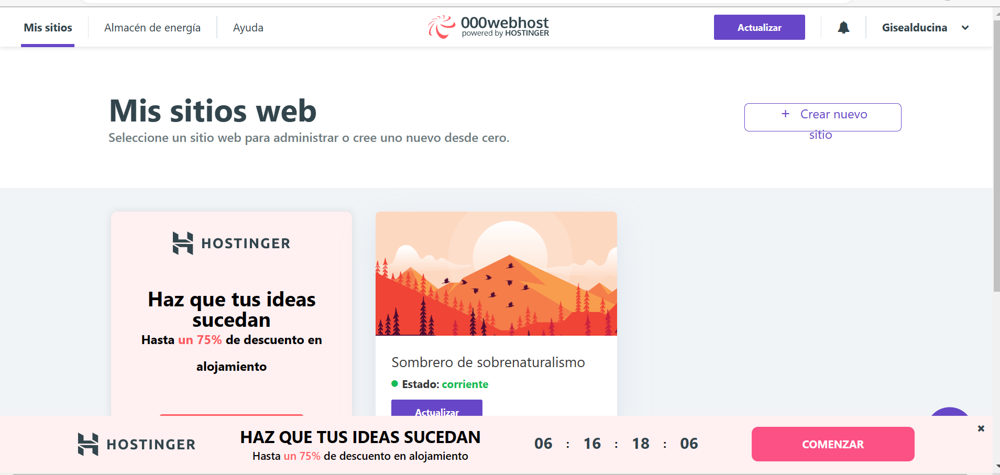 Mis sitios
Almacén de energía
Ayuda
000webhost
powered by HOSTINGER
Actualizar
Gisealducina
Mis sitios web
Seleccione un sitio web para administrar o cree uno nuevo desde cero.
+ Crear nuevo
sitio
HOSTINGER
Haz que tus ideas
sucedan
Hasta un 75% de descuento en
alojamiento
Sombrero de sobrenaturalismo
Estado: corriente
Actualizar
HOSTINGER
HAZ QUE TUS IDEAS SUCEDAN
Hasta un 75% de descuento en alojamiento
06 : 16 : 18 : 06
COMENZAR